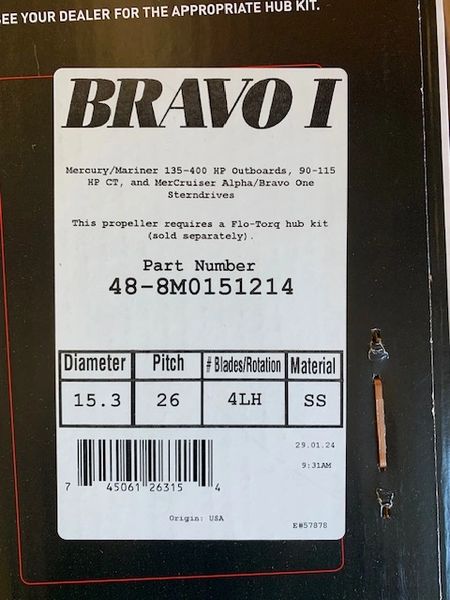 SEE YOUR DEALER FOR THE APPROPRIATE HUB KIT.
BRAVO I
Mercury/Mariner 135-400 HP Outboards, 90-115
HP CT, and MerCruiser Alpha/Bravo One
Sterndrives
This propeller requires a Flo-Torq hub kit
(sold separately).
Part Number
48-8M0151214
Diameter Pitch # Blades/Rotation Material
15.3 26 4LH SS
29.01.24
9:31AM
7 45061 26315 4
Origin: USA
E#57878